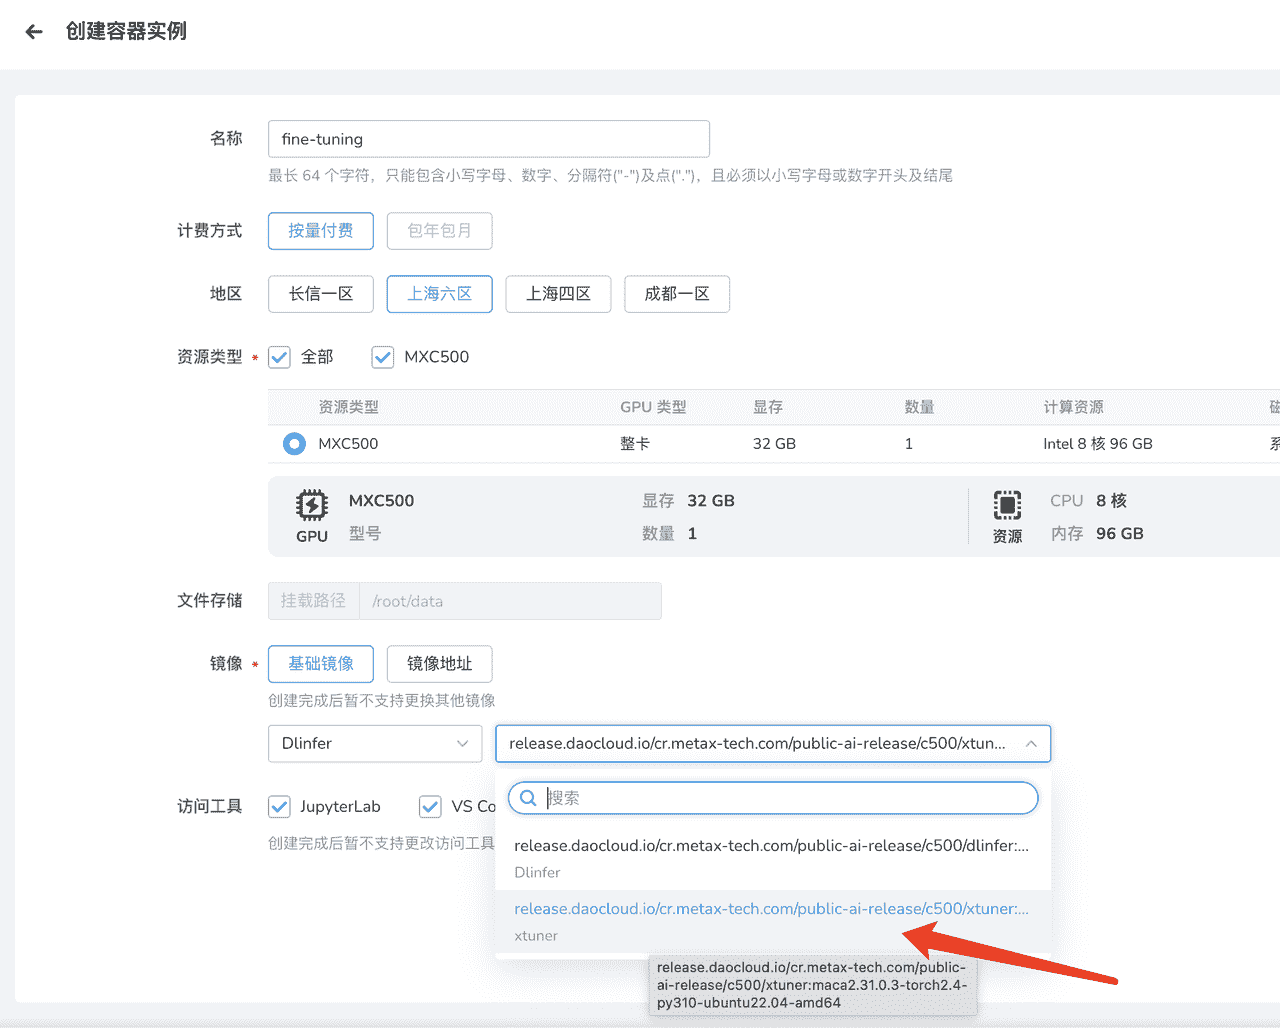 创建容器实例
名称 fine-tuning
最长 64 个字符，只能包含小写字母、数字、分隔符("-")及点(".")，且必须以小写字母或数字开头及结尾
计费方式 按量付费 包年包月
地区 长信一区 上海六区 上海四区 成都一区
资源类型 * 全部 MXC500
资源类型 GPU 类型 显存 数量 计算资源
MXC500 整卡 32 GB 1 Intel 8 核 96 GB 系
MXC500 显存 32 GB CPU 8 核
GPU 型号 数量 1 资源 内存 96 GB
文件存储 挂载路径 /root/data
镜像 * 基础镜像 镜像地址
创建完成后暂不支持更换其他镜像
Dlinfer release.daocloud.io/cr.metax-tech.com/public-ai-release/c500/xtun...
访问工具 JupyterLab VS Co
搜索
创建完成后暂不支持更改访问工具
release.daocloud.io/cr.metax-tech.com/public-ai-release/c500/dlinfer:...
Dlinfer
release.daocloud.io/cr.metax-tech.com/public-ai-release/c500/xtuner:...
xtuner
release.daocloud.io/cr.metax-tech.com/public-
ai-release/c500/xtuner:maca2.31.0.3-torch2.4-
py310-ubuntu22.04-amd64